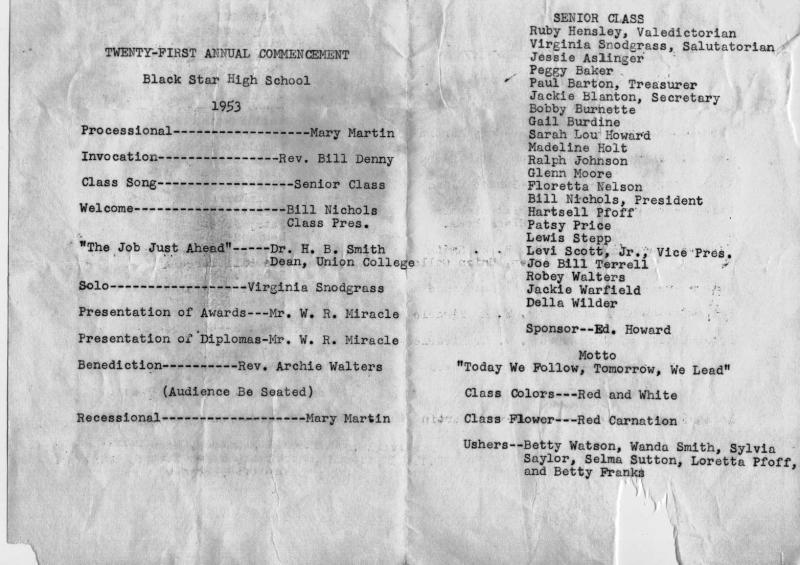 TWENTY-FIRST ANNUAL COMMENCEMENT
Black Star High School
1953
Processional------------------Mary Martin
Invocation----------------Rev. Bill Denny
Class Song------------------Senior Class
Welcome--------------------Bill Nichols
Class Pres.
"The Job Just Ahead"-----Dr. H. B. Smith
Dean, Union College
Solo------------------Virginia Snodgrass
Presentation of Awards---Mr. W. R. Miracle
Presentation of Diplomas-Mr. W. R. Miracle
Benediction----------Rev. Archie Walters
(Audience Be Seated)
Recessional-------------------Mary Martin
SENIOR CLASS
Ruby Hensley, Valedictorian
Virginia Snodgrass, Salutatorian
Jessie Aslinger
Peggy Baker
Paul Barton, Treasurer
Jackie Blanton, Secretary
Bobby Burnette
Gail Burdine
Sarah Lou Howard
Madeline Holt
Ralph Johnson
Glenn Moore
Floretta Nelson
Bill Nichols, President
Hartsell Pfoff
Patsy Price
Lewis Stepp
Levi Scott, Jr., Vice Pres.
Joe Bill Terrell
Robey Walters
Jackie Warfield
Della Wilder
Sponsor--Ed. Howard
Motto
"Today We Follow, Tomorrow, We Lead"
Class Colors---Red and White
Class Flower---Red Carnation
Ushers--Betty Watson, Wanda Smith, Sylvia
Saylor, Selma Sutton, Loretta Pfoff,
and Betty Franks